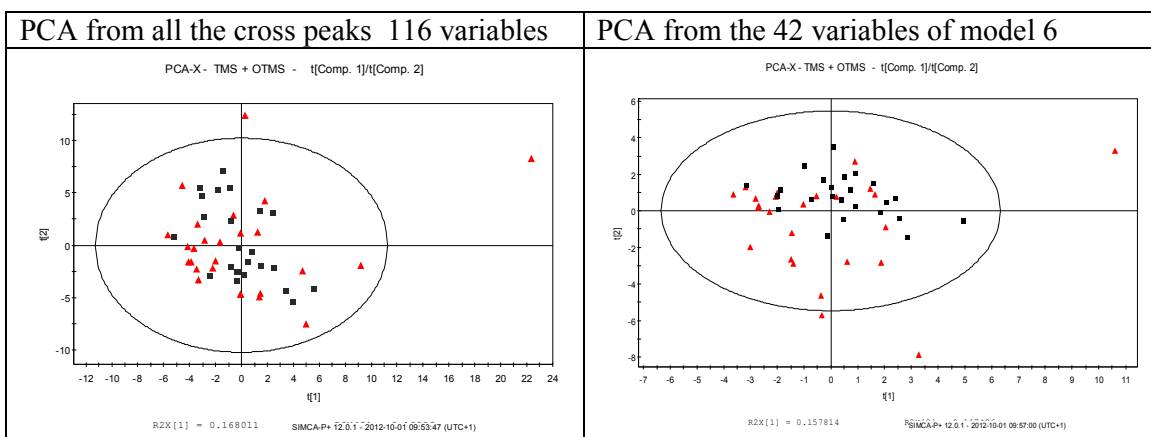 PCA from all the cross peaks 116 variables
PCA from the 42 variables of model 6
PCA-X - TMS + OTMS - t[Comp. 1]/t[Comp. 2]
t[2]
10
5
0
-5
-10
-12 -10 -8 -6 -4 -2 0 2 4 6 8 10 12 14 16 18 20 22 24
t[1]
R2X[1] = 0.168011
SIMCA-P+ 12.0.1 - 2012-10-01 09:53:47 (UTC+1)
PCA-X - TMS + OTMS - t[Comp. 1]/t[Comp. 2]
t[2]
6
4
2
0
-2
-4
-6
-8
-7 -6 -5 -4 -3 -2 -1 0 1 2 3 4 5 6 7 8 9 10 11
t[1]
R2X[1] = 0.157814
SIMCA-P+ 12.0.1 - 2012-10-01 09:57:00 (UTC+1)